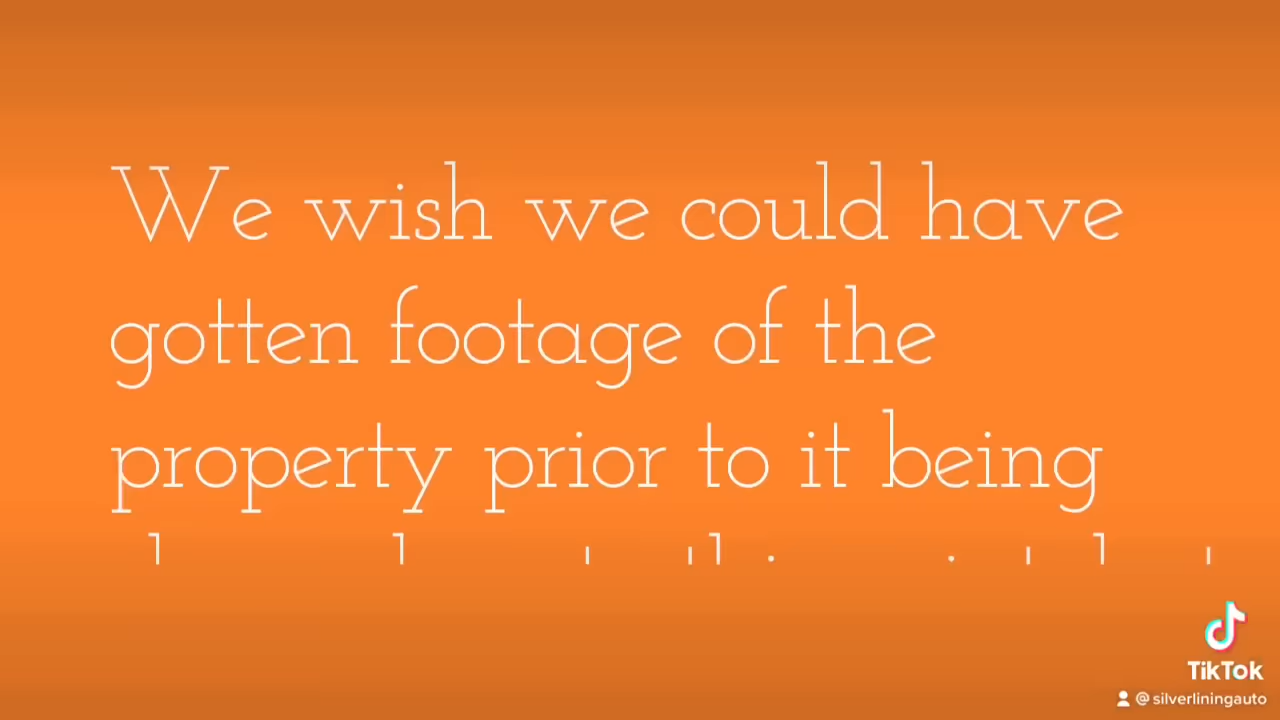 We wish we could have
gotten footage of the
property prior to it being
TikTok
@silverliningauto